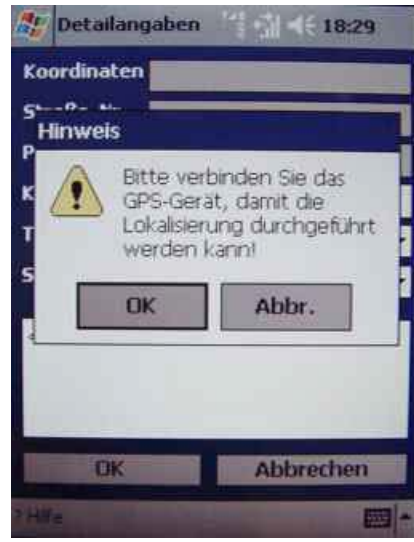 Detailangaben 18:29
Koordinaten
Hinweis
Bitte verbinden Sie das
GPS-Gerät, damit die
Lokalisierung durchgeführt
werden kann!
OK Abbr.
OK Abbrechen
? Hilfe